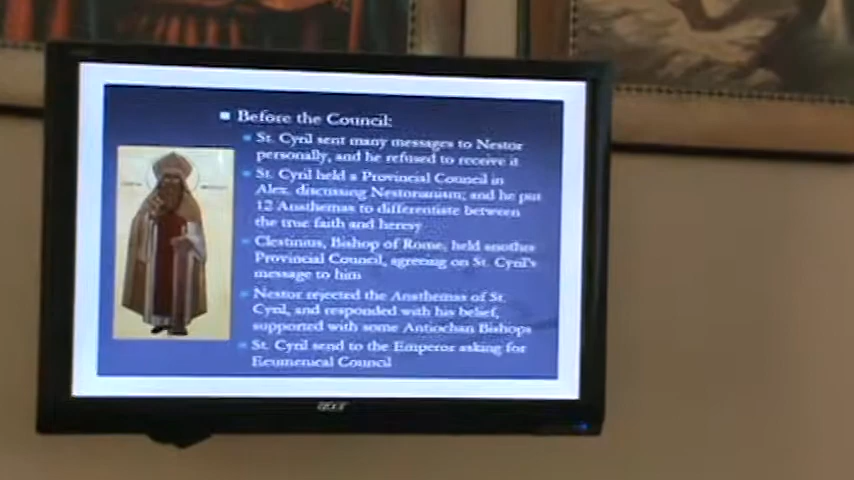 Before the Council:
St. Cyril sent many messages to Nestor
personally, and he refused to receive it
St. Cyril held a Provincial Council in
Alex. discussing Nestorianism; and he put
12 Anathemas to differentiate between
the true faith and heresy
Clestinius, Bishop of Rome, held another
Provincial Council, agreeing on St. Cyril's
message to him
Nestor rejected the Anathemas of St.
Cyril, and responded with his belief,
supported with some Antiochan Bishops
St. Cyril send to the Emperor asking for
Ecumenical Council
acer